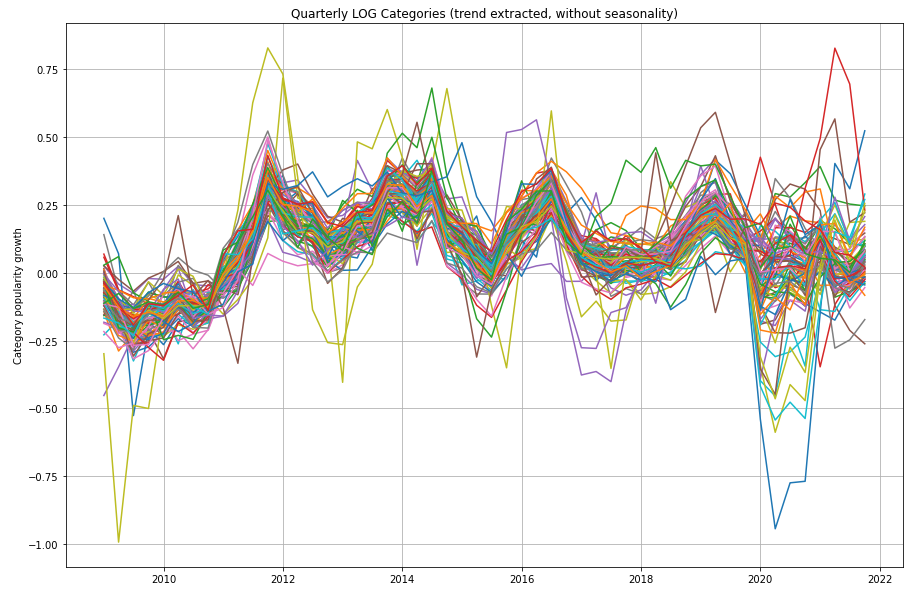 Quarterly LOG Categories (trend extracted, without seasonality)
Category popularity growth
0.75
0.50
0.25
0.00
−0.25
−0.50
−0.75
−1.00
2010 2012 2014 2016 2018 2020 2022